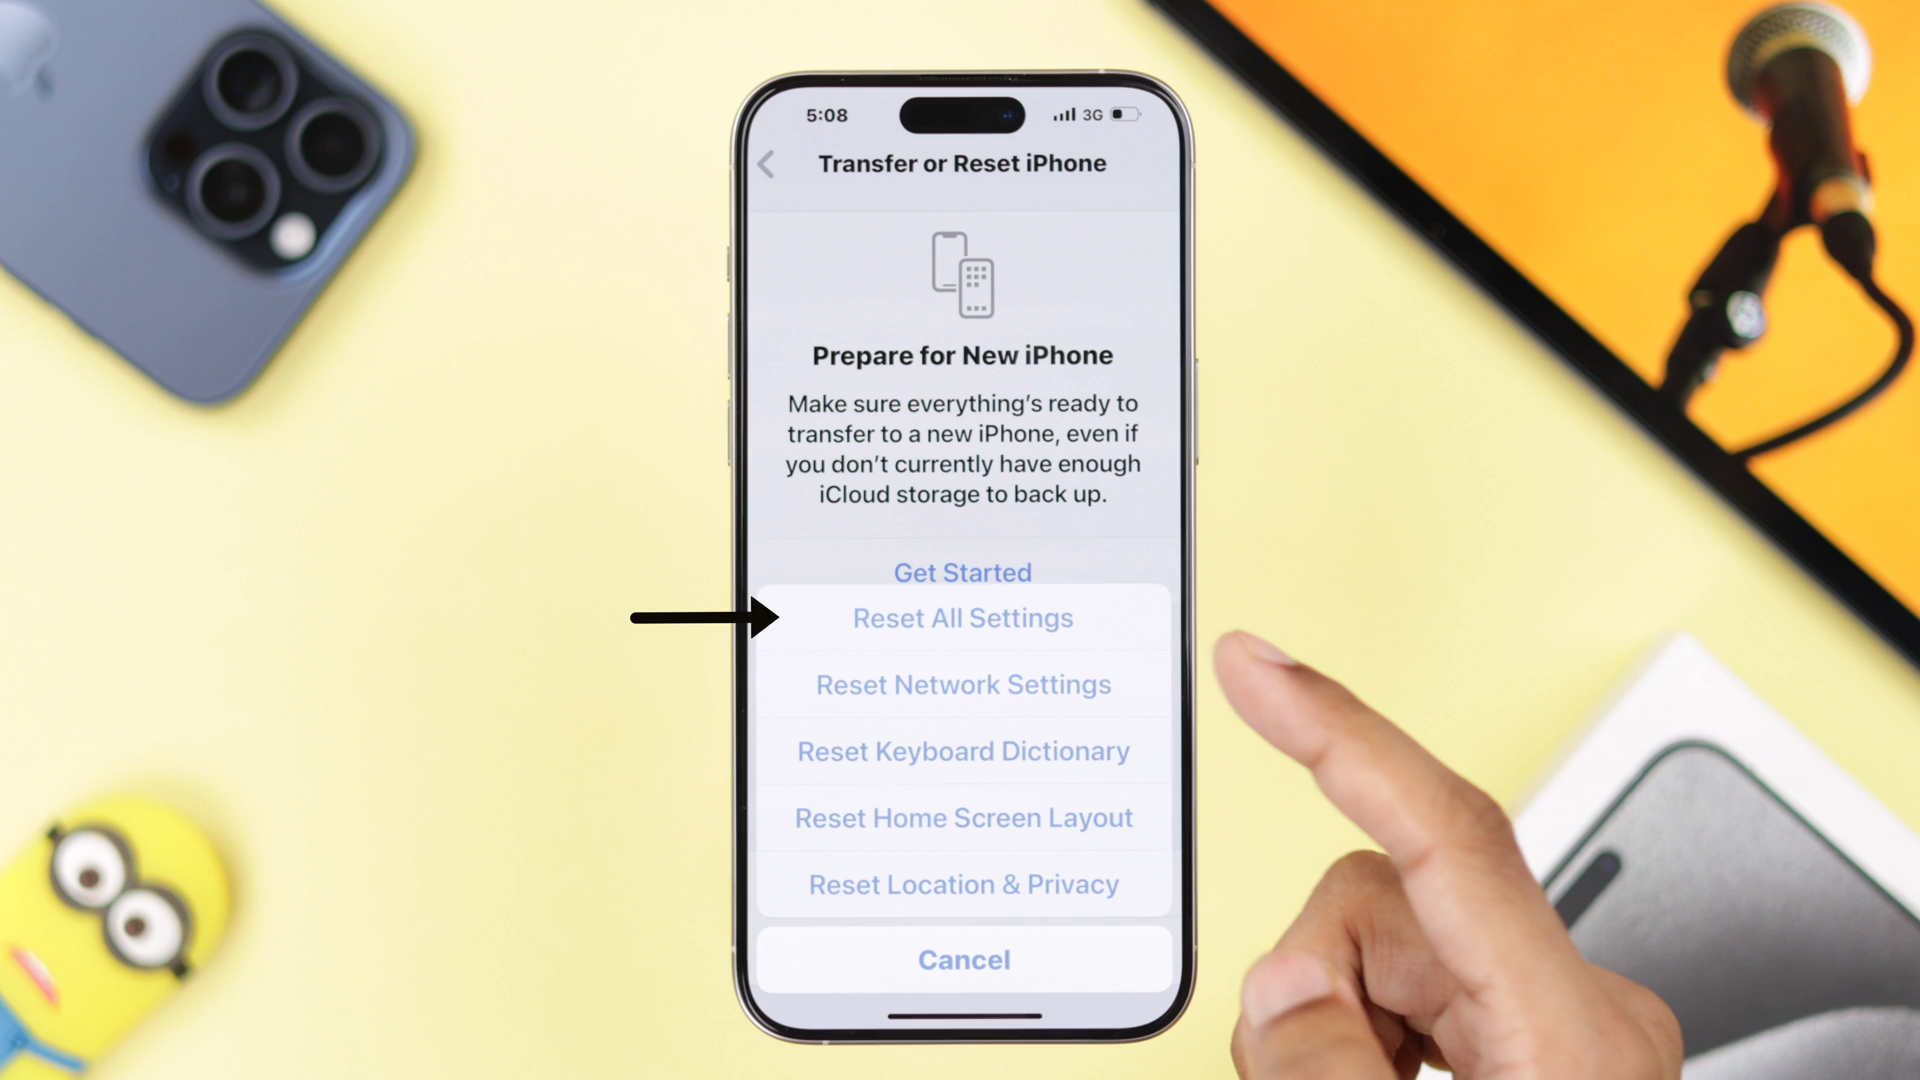 5:08
3G
Transfer or Reset iPhone
Prepare for New iPhone
Make sure everything’s ready to
transfer to a new iPhone, even if
you don’t currently have enough
iCloud storage to back up.
Get Started
Reset All Settings
Reset Network Settings
Reset Keyboard Dictionary
Reset Home Screen Layout
Reset Location & Privacy
Cancel